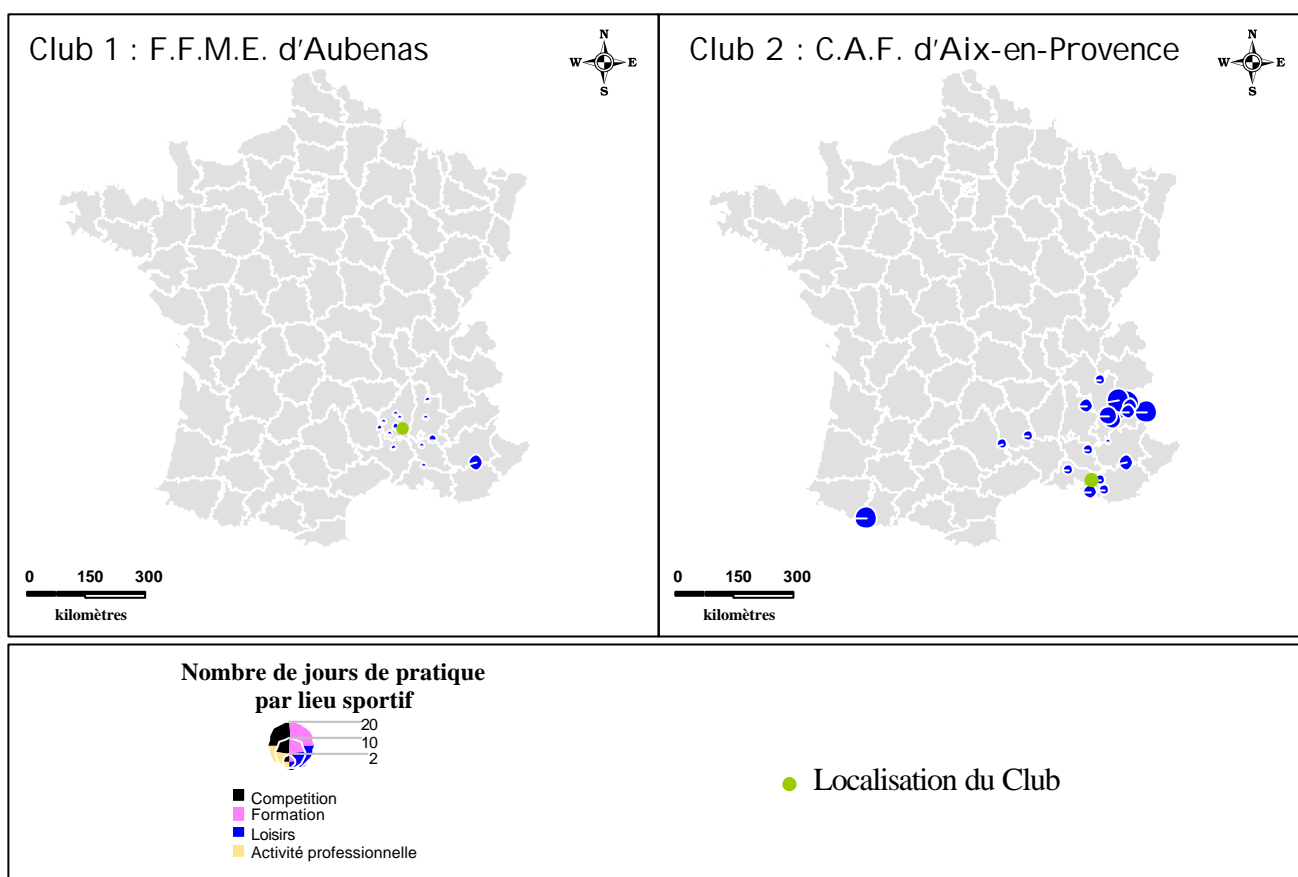 Club 1 : F.F.M.E. d'Aubenas
N
W E
S
0 150 300
kilomètres
Club 2 : C.A.F. d'Aix-en-Provence
N
W E
S
0 150 300
kilomètres
Nombre de jours de pratique
par lieu sportif
20
10
2
Competition
Formation
Loisirs
Activité professionnelle
Localisation du Club